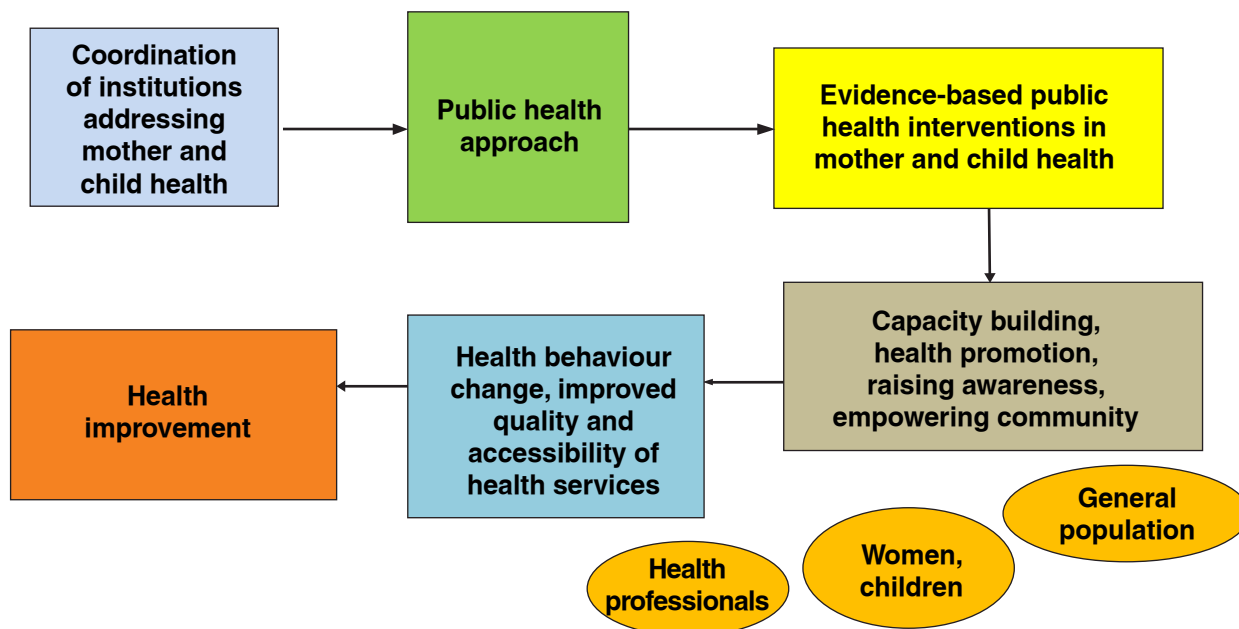 Coordination
of institutions
addressing
mother and
child health
Public health
approach
Evidence-based public
health interventions in
mother and child health
Capacity building,
health promotion,
raising awareness,
empowering community
Health behaviour
change, improved
quality and
accessibility of
health services
Health
improvement
General
population
Women,
children
Health
professionals